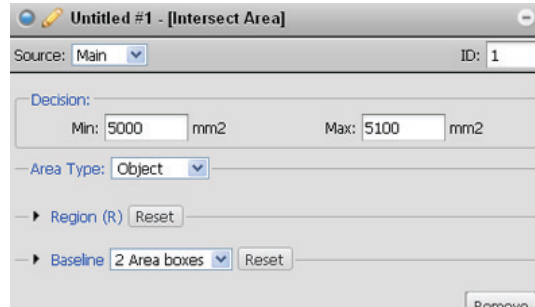 Untitled #1 - [Intersect Area]
Source: Main ID: 1
Decision:
Min: 5000 mm2 Max: 5100 mm2
Area Type: Object
Region (R) Reset
Baseline 2 Area boxes Reset
Remove